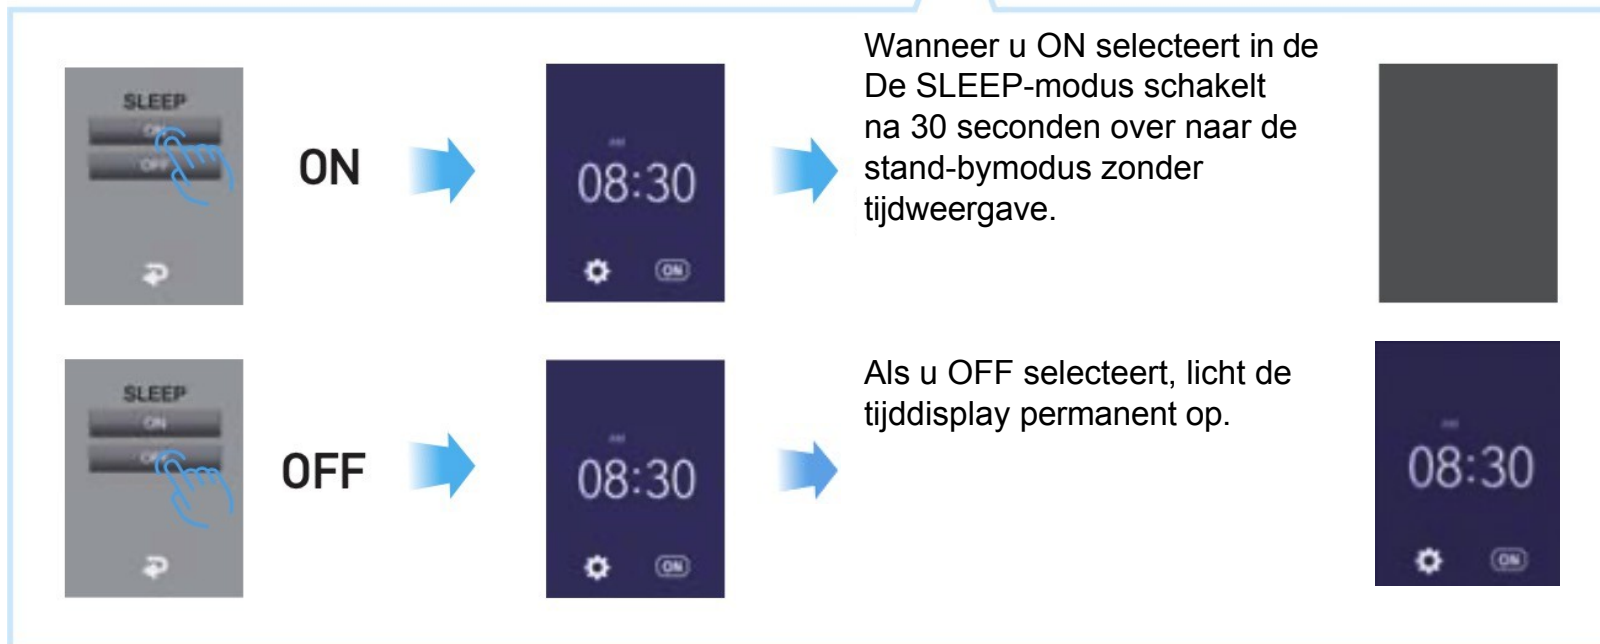 SLEEP
ON
OFF
ON
AM
08:30
ON
Wanneer u ON selecteert in de
De SLEEP-modus schakelt
na 30 seconden over naar de
stand-bymodus zonder
tijdweergave.
SLEEP
ON
OFF
OFF
AM
08:30
ON
Als u OFF selecteert, licht de
tijddisplay permanent op.
AM
08:30
ON